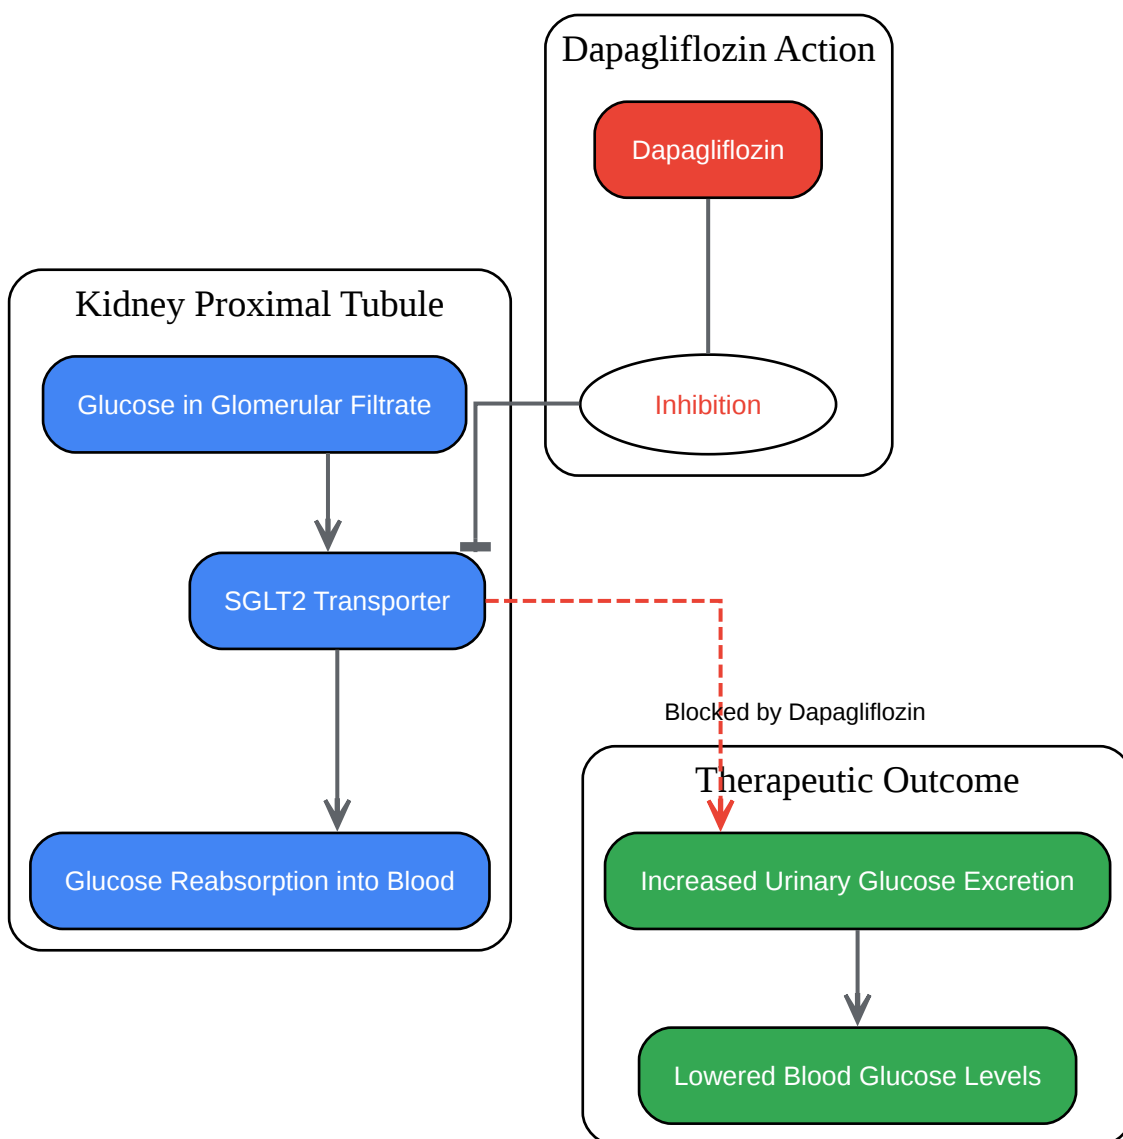 Dapagliflozin Action
Dapagliflozin
Inhibition
Kidney Proximal Tubule
Glucose in Glomerular Filtrate
SGLT2 Transporter
Glucose Reabsorption into Blood
Blocked by Dapagliflozin
Therapeutic Outcome
Increased Urinary Glucose Excretion
Lowered Blood Glucose Levels